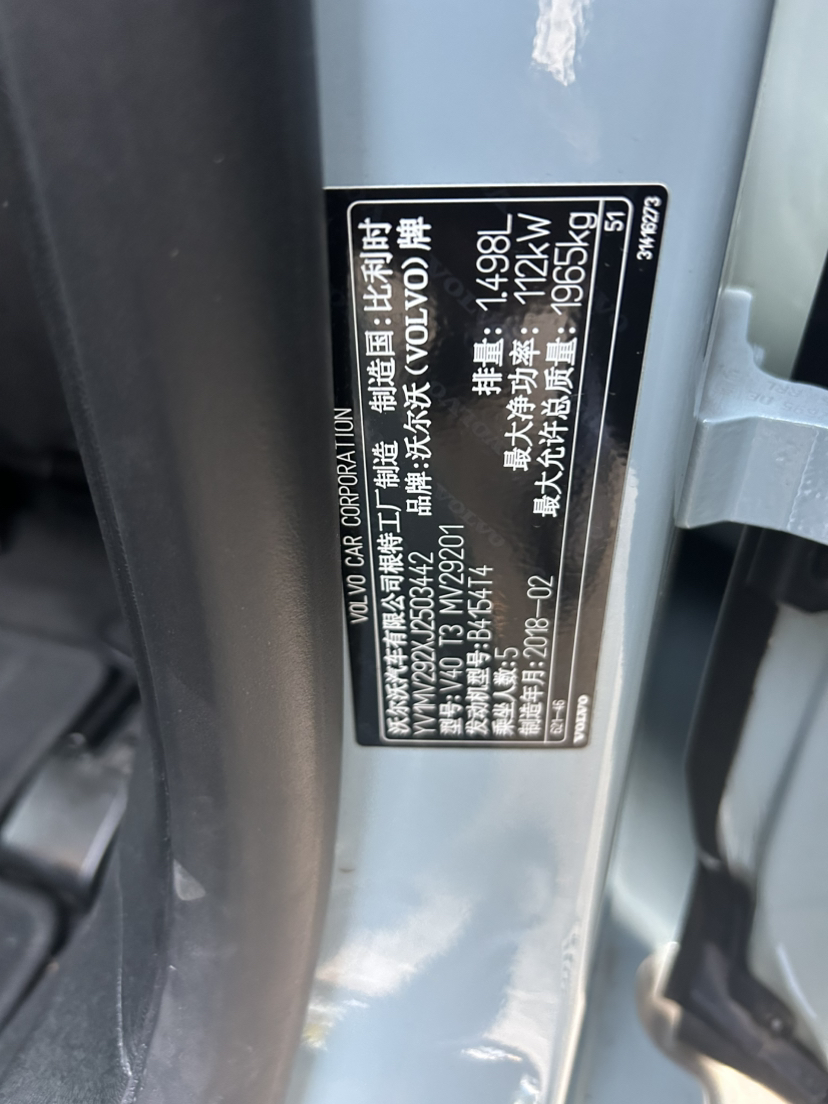 VOLVO CAR CORPORATION
沃尔沃汽车有限公司根特工厂制造 制造国:比利时
YV1MV292XJ2503442 品牌:沃尔沃(VOLVO)牌
型号:V40 T3 MV29201
发动机型号:B4154T4 排量: 1.498L
乘坐人数:5 最大净功率: 112kW
制造年月:2018-02 最大允许总质量: 1965kg
621-46 51
VOLVO 31416273